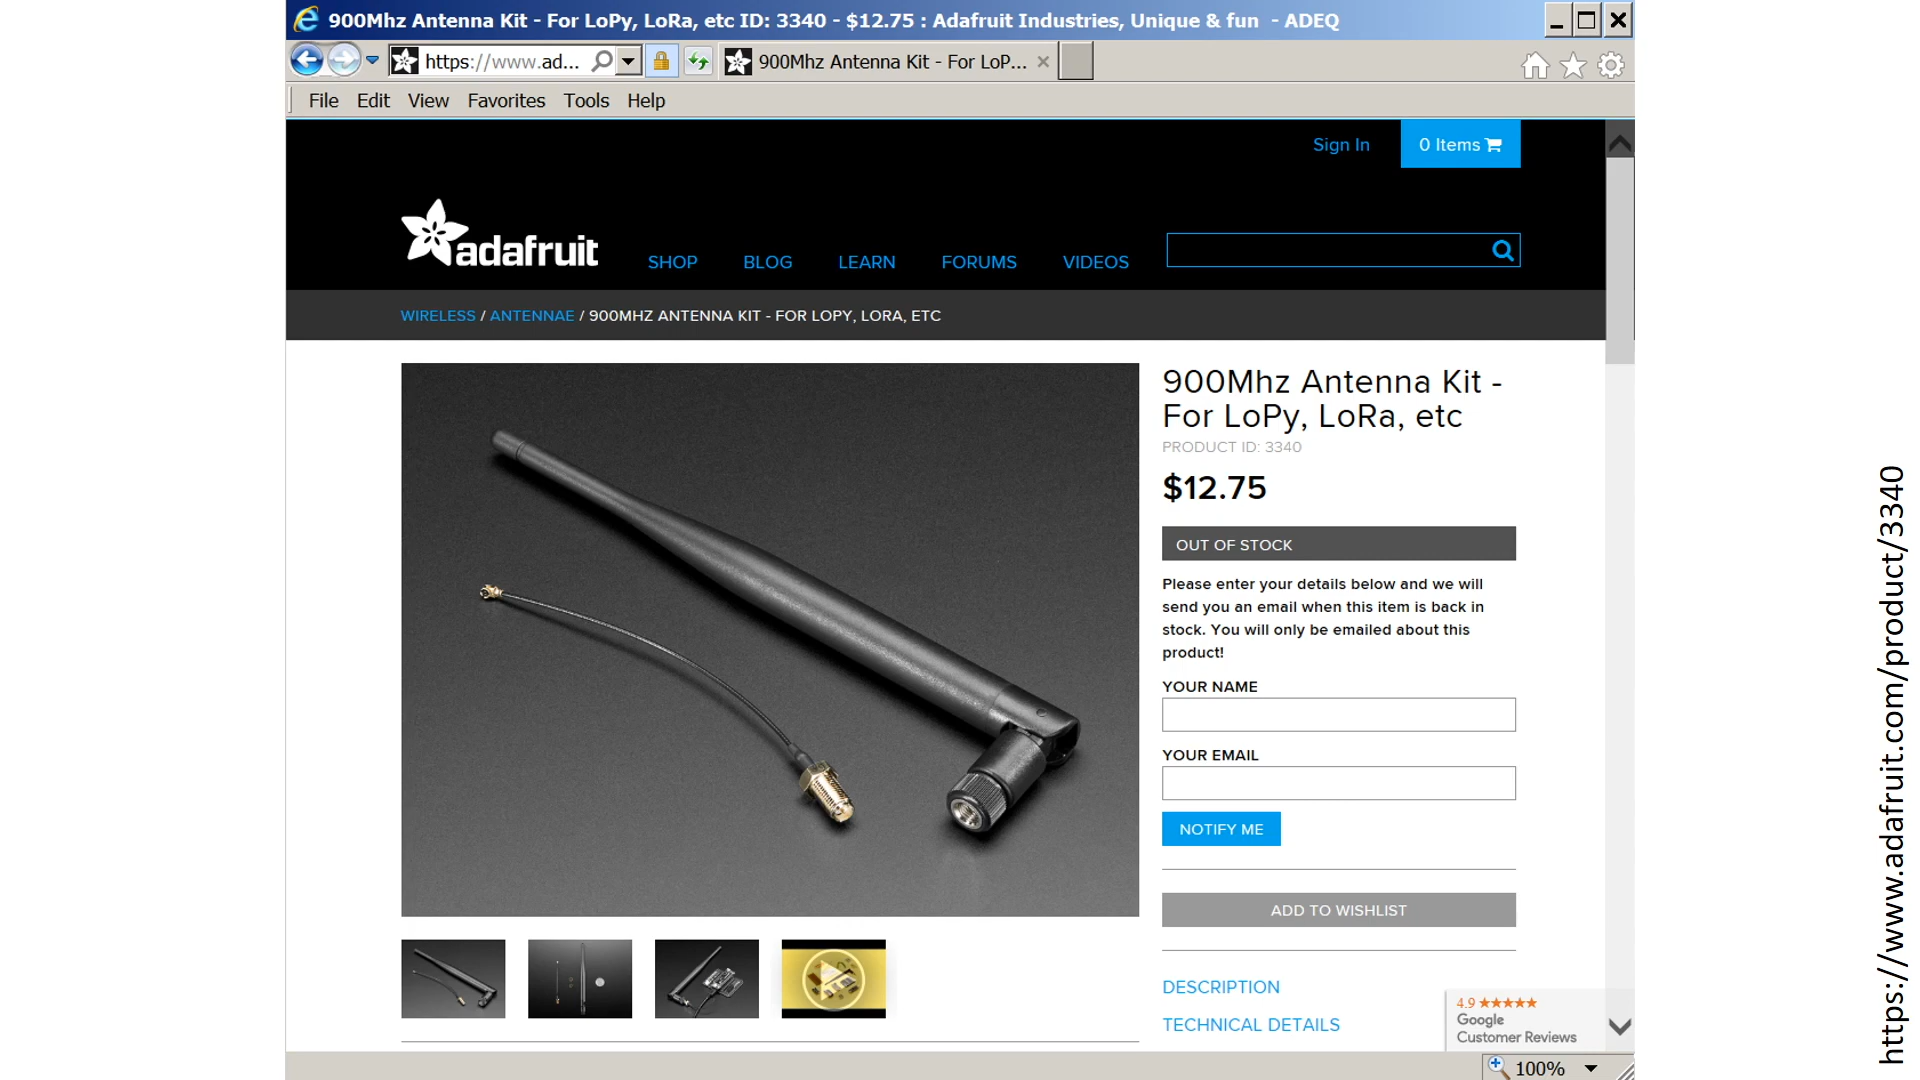 900Mhz Antenna Kit - For LoPy, LoRa, etc ID: 3340 - $12.75 : Adafruit Industries, Unique & fun - ADEQ
https://www.ad...
900Mhz Antenna Kit - For LoP...
File Edit View Favorites Tools Help
Sign In
0 Items
adafruit
SHOP BLOG LEARN FORUMS VIDEOS
WIRELESS / ANTENNAE / 900MHZ ANTENNA KIT - FOR LOPY, LORA, ETC
900Mhz Antenna Kit -
For LoPy, LoRa, etc
PRODUCT ID: 3340
$12.75
OUT OF STOCK
Please enter your details below and we will
send you an email when this item is back in
stock. You will only be emailed about this
product!
YOUR NAME
YOUR EMAIL
NOTIFY ME
ADD TO WISHLIST
DESCRIPTION
TECHNICAL DETAILS
4.9 ★★★★★
Google
Customer Reviews
100%
https://www.adafruit.com/product/3340